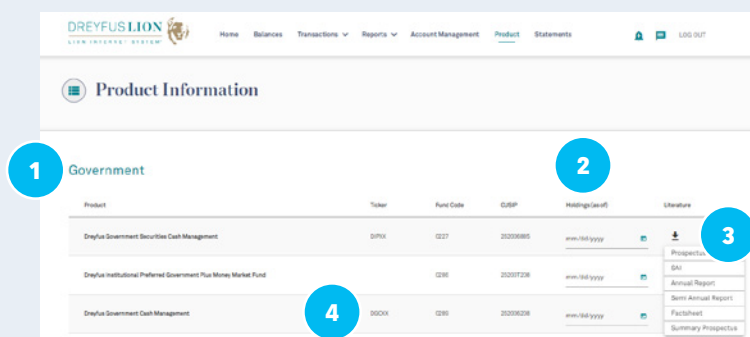 DREYFUS LION
LION INTERNET SYSTEM
Home Balances Transactions Reports Account Management Product Statements LOG OUT
Product Information
1 Government 2
Product Ticker Fund Code CUSIP Holdings (as of) Literature
Dreyfus Government Securities Cash Management DIPXX 0227 mm/dd/yyyy
3
Prospectus
SAI
Dreyfus Institutional Preferred Government Plus Money Market Fund mm/dd/yyyy
Annual Report
Semi Annual Report
Dreyfus Government Cash Management 4 DGCXX 0289 mm/dd/yyyy
Factsheet
Summary Prospectus